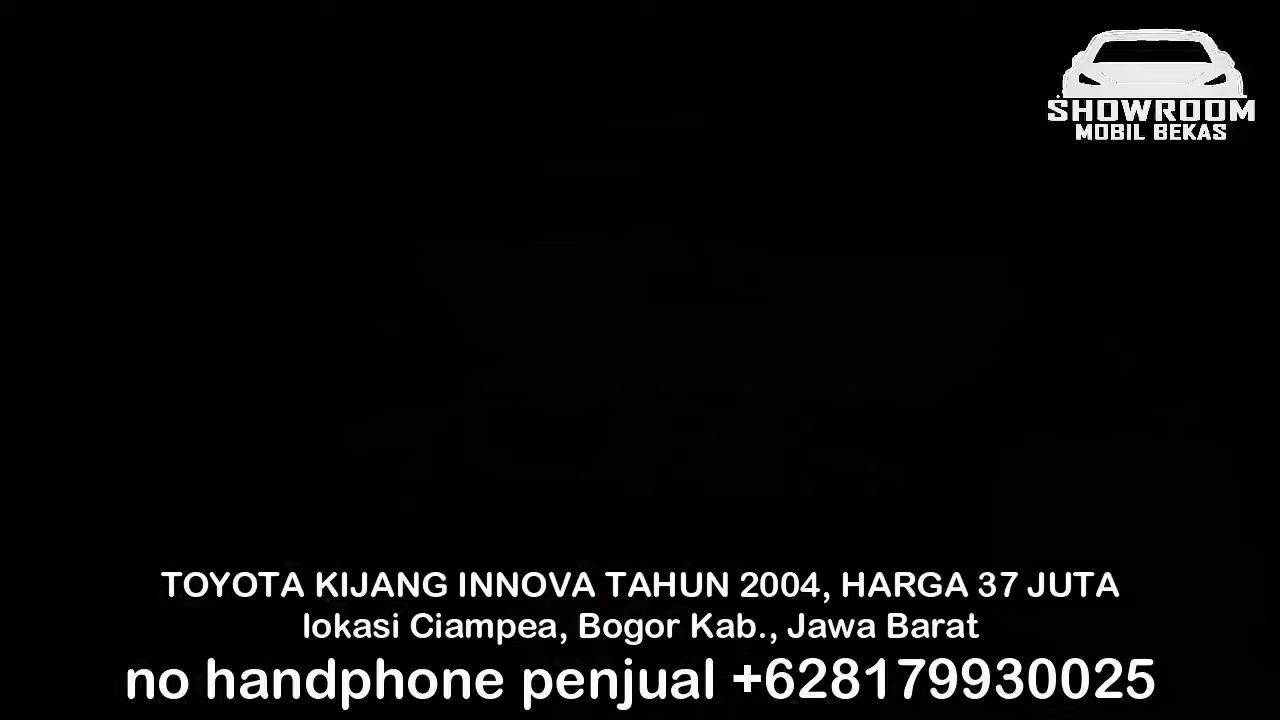 SHOWROOM
MOBIL BEKAS
TOYOTA KIJANG INNOVA TAHUN 2004, HARGA 37 JUTA
lokasi Ciampea, Bogor Kab., Jawa Barat
no handphone penjual +628179930025